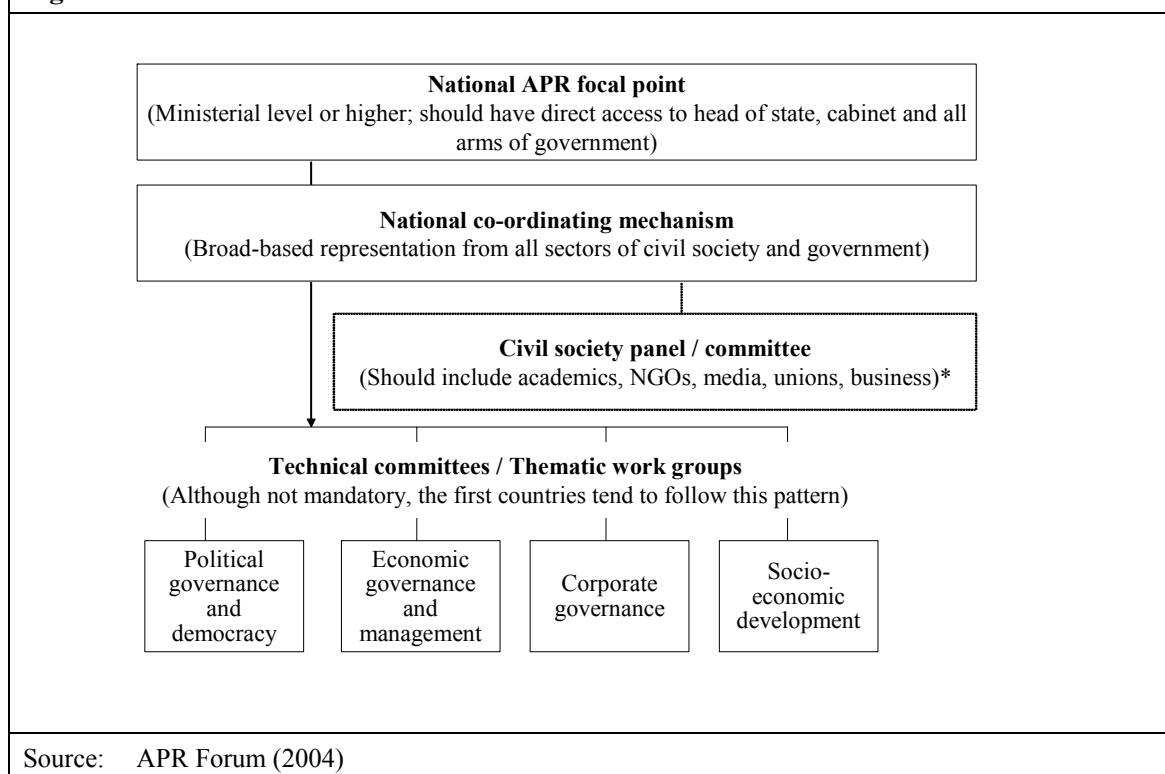 National APR focal point
(Ministerial level or higher; should have direct access to head of state, cabinet and all
arms of government)
National co-ordinating mechanism
(Broad-based representation from all sectors of civil society and government)
Civil society panel / committee
(Should include academics, NGOs, media, unions, business)*
Technical committees / Thematic work groups
(Although not mandatory, the first countries tend to follow this pattern)
Political
governance
and
democracy
Economic
governance
and
management
Corporate
governance
Socio-
economic
development
Source: APR Forum (2004)